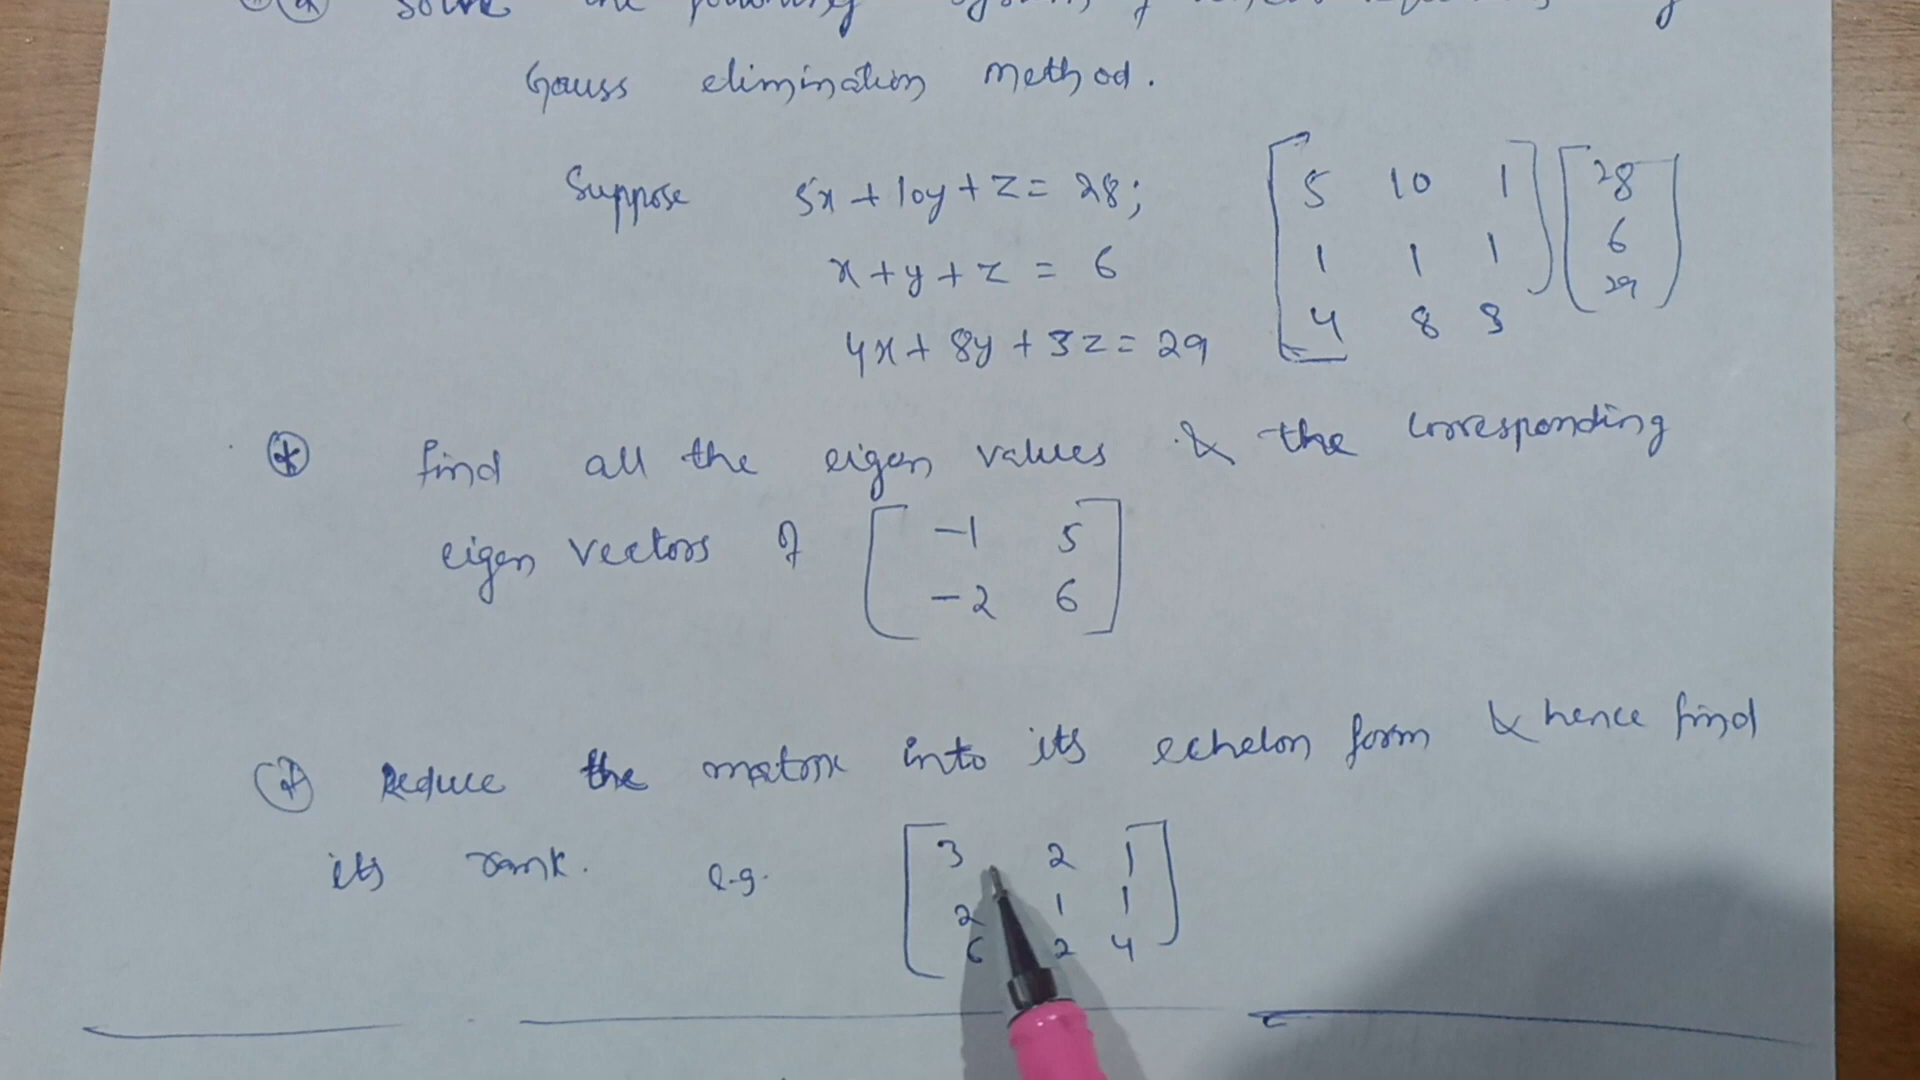 Gauss elimination method.
Suppose 5x + 10y + z = 28;
x + y + z = 6
4x + 8y + 3z = 29
[5 10 1] [28]
[1 1 1] [6]
[4 8 3] [29]
find all the eigen values & the corresponding
eigen vectors of [-1 5]
[-2 6]
Reduce the matrix into its echelon form & hence find
its rank. e.g. [3 2 1]
[2 1 1]
[6 2 4]